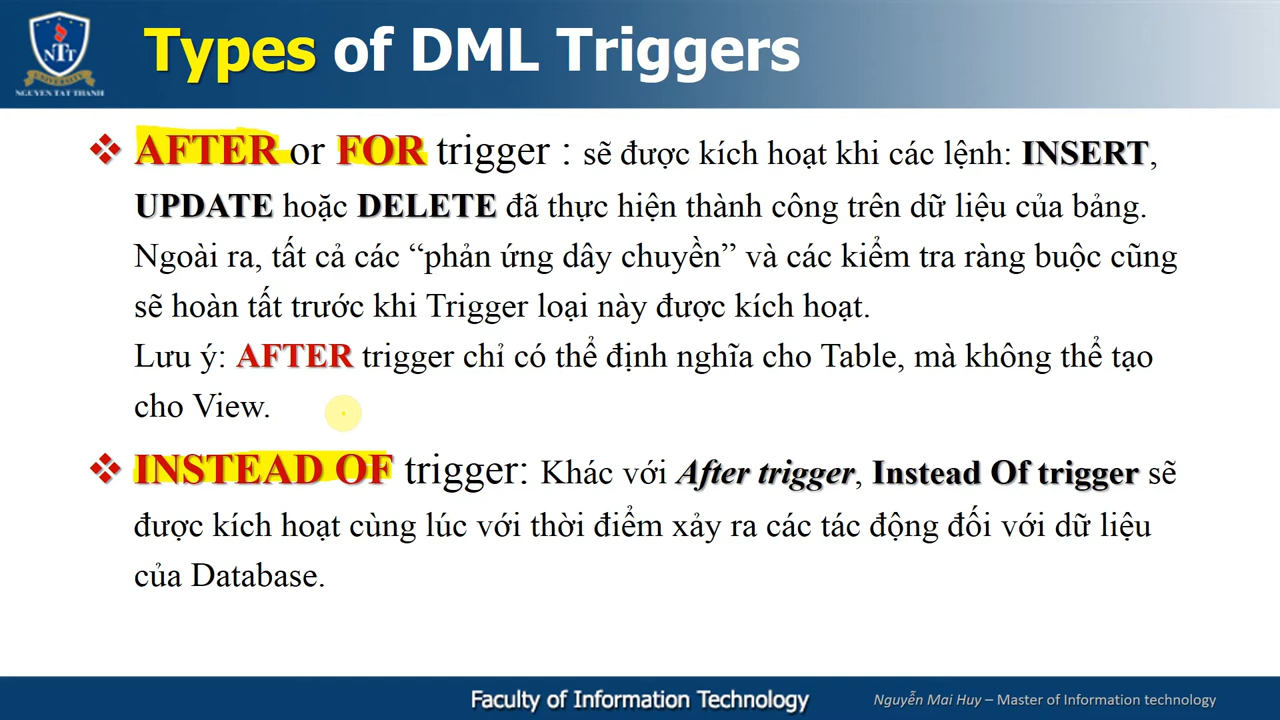 NTT
UNIVERSITY
NGUYEN TAT THANH
Types of DML Triggers
❖ AFTER or FOR trigger : sẽ được kích hoạt khi các lệnh: INSERT,
UPDATE hoặc DELETE đã thực hiện thành công trên dữ liệu của bảng.
Ngoài ra, tất cả các “phản ứng dây chuyền” và các kiểm tra ràng buộc cũng
sẽ hoàn tất trước khi Trigger loại này được kích hoạt.
Lưu ý: AFTER trigger chỉ có thể định nghĩa cho Table, mà không thể tạo
cho View.
❖ INSTEAD OF trigger: Khác với After trigger, Instead Of trigger sẽ
được kích hoạt cùng lúc với thời điểm xảy ra các tác động đối với dữ liệu
của Database.
Faculty of Information Technology
Nguyễn Mai Huy – Master of Information technology